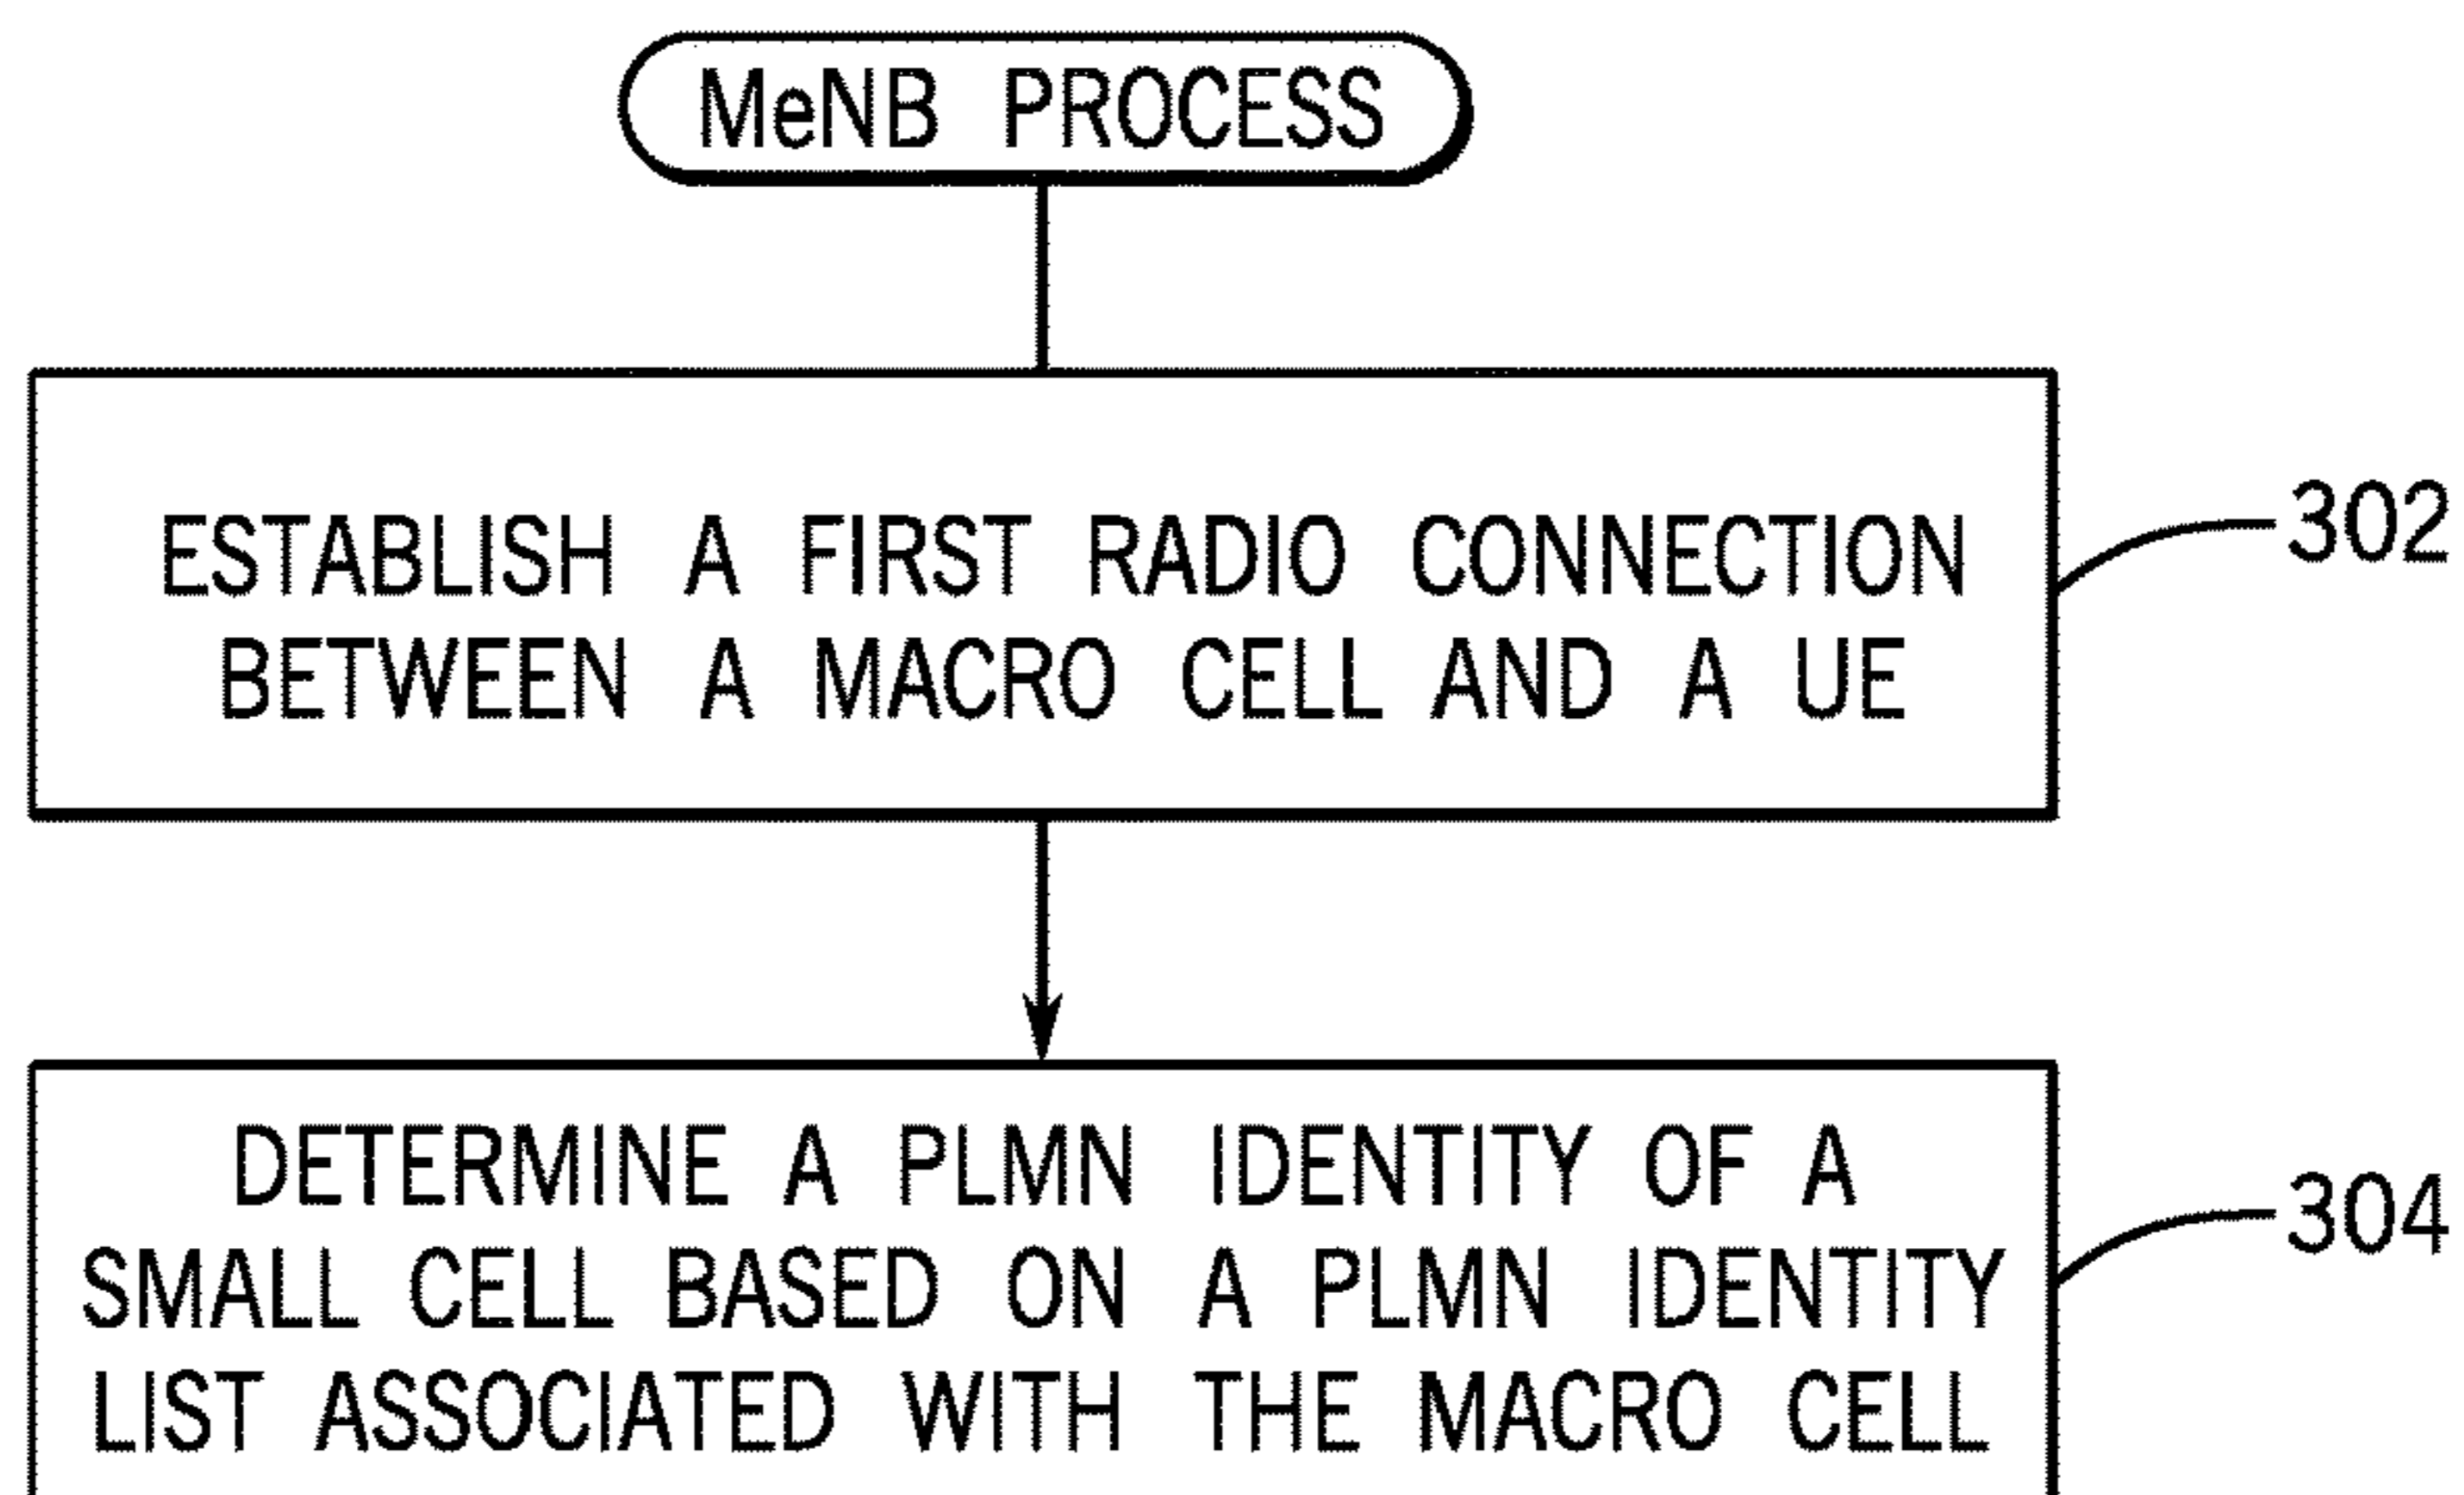 MeNB PROCESS
ESTABLISH A FIRST RADIO CONNECTION
BETWEEN A MACRO CELL AND A UE
302
DETERMINE A PLMN IDENTITY OF A
SMALL CELL BASED ON A PLMN IDENTITY
LIST ASSOCIATED WITH THE MACRO CELL
304